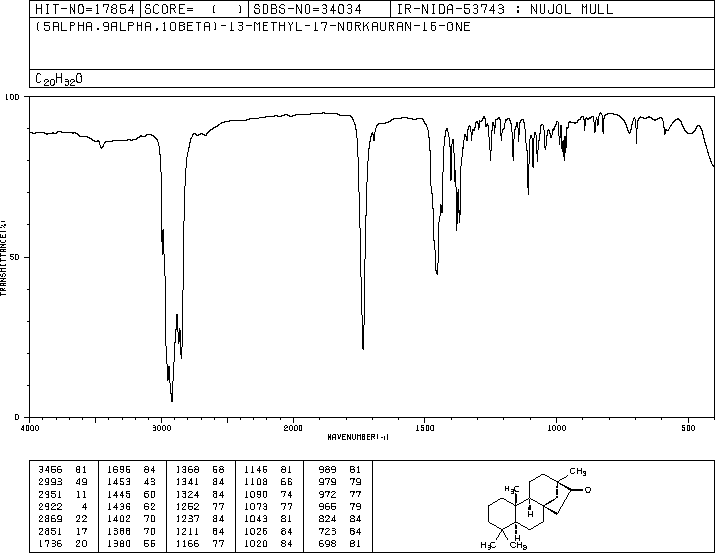 HIT-NO=17854 SCORE= ( ) SDBS-NO=34034 IR-NIDA-53743 : NUJOL MULL
(5ALPHA,9ALPHA,10BETA)-13-METHYL-17-NORKAURAN-16-ONE
C20H32O
100
TRANSMITTANCE(%)
50
0
4000 3000 2000 1500 1000 500
WAVENUMBER(-1)
3466 81 1696 84 1368 58 1146 81 989 81
2993 49 1453 43 1341 84 1108 66 979 79
2951 11 1445 60 1324 84 1090 74 972 77
2922 4 1436 62 1252 77 1073 77 966 79
2869 22 1402 70 1237 84 1043 81 824 84
2851 17 1388 70 1211 84 1026 84 723 84
1736 20 1380 56 1166 77 1020 84 698 81
CH3
O
H3C
H
H
H3C CH3